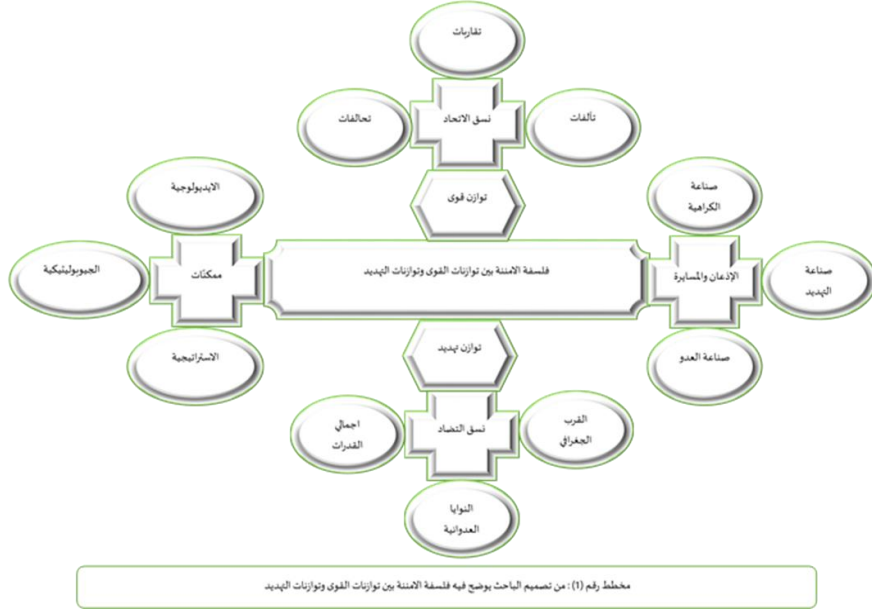 تقاربات
تحالفات
نسق الاتحاد
تألفات
توازن قوى
الايديولوجية
صناعة
الكراهية
الجيوبوليتيكية
ممكنات
فلسفة الامننة بين توازنات القوى وتوازنات التهديد
الإذعان والمسايرة
صناعة
التهديد
الاستراتيجية
توازن تهديد
صناعة العدو
اجمالي
القدرات
نسق التضاد
القرب
الجغرافي
النوايا
العدوانية
مخطط رقم (1) : من تصميم الباحث يوضح فيه فلسفة الامننة بين توازنات القوى وتوازنات التهديد